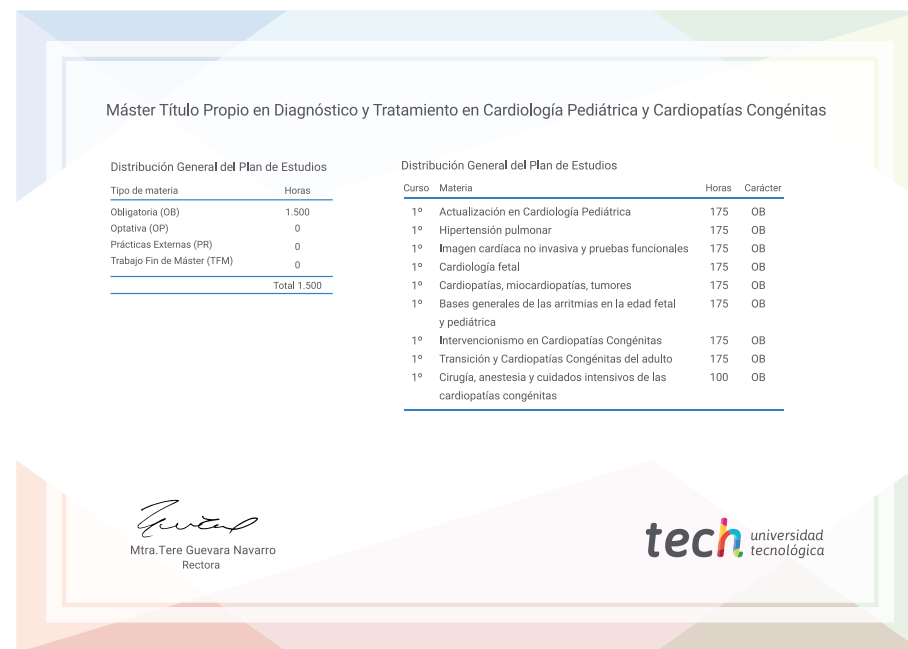 Máster Título Propio en Diagnóstico y Tratamiento en Cardiología Pediátrica y Cardiopatías Congénitas
Distribución General del Plan de Estudios
Tipo de materia Horas
Obligatoria (OB) 1.500
Optativa (OP) 0
Prácticas Externas (PR) 0
Trabajo Fin de Máster (TFM) 0
Total 1.500
Distribución General del Plan de Estudios
Curso Materia Horas Carácter
1º Actualización en Cardiología Pediátrica 175 OB
1º Hipertensión pulmonar 175 OB
1º Imagen cardíaca no invasiva y pruebas funcionales 175 OB
1º Cardiología fetal 175 OB
1º Cardiopatías, miocardiopatías, tumores 175 OB
1º Bases generales de las arritmias en la edad fetal 175 OB
y pediátrica
1º Intervencionismo en Cardiopatías Congénitas 175 OB
1º Transición y Cardiopatías Congénitas del adulto 175 OB
1º Cirugía, anestesia y cuidados intensivos de las 100 OB
cardiopatías congénitas
Mtra.Tere Guevara Navarro
Rectora
tech universidad
tecnológica